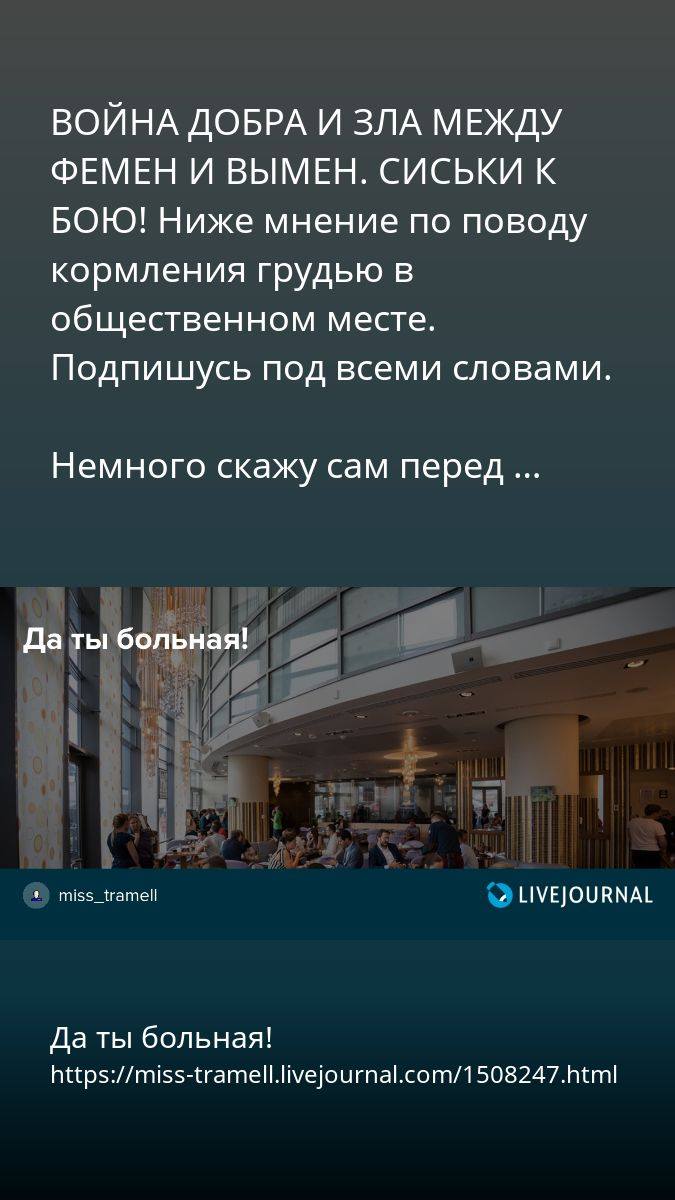 ВОЙНА ДОБРА И ЗЛА МЕЖДУ
ФЕМЕН И ВЫМЕН. СИСЬКИ К
БОЮ! Ниже мнение по поводу
кормления грудью в
общественном месте.
Подпишусь под всеми словами.
Немного скажу сам перед ...
Да ты больная!
miss_tramell
LIVEJOURNAL
Да ты больная!
https://miss-tramell.livejournal.com/1508247.html